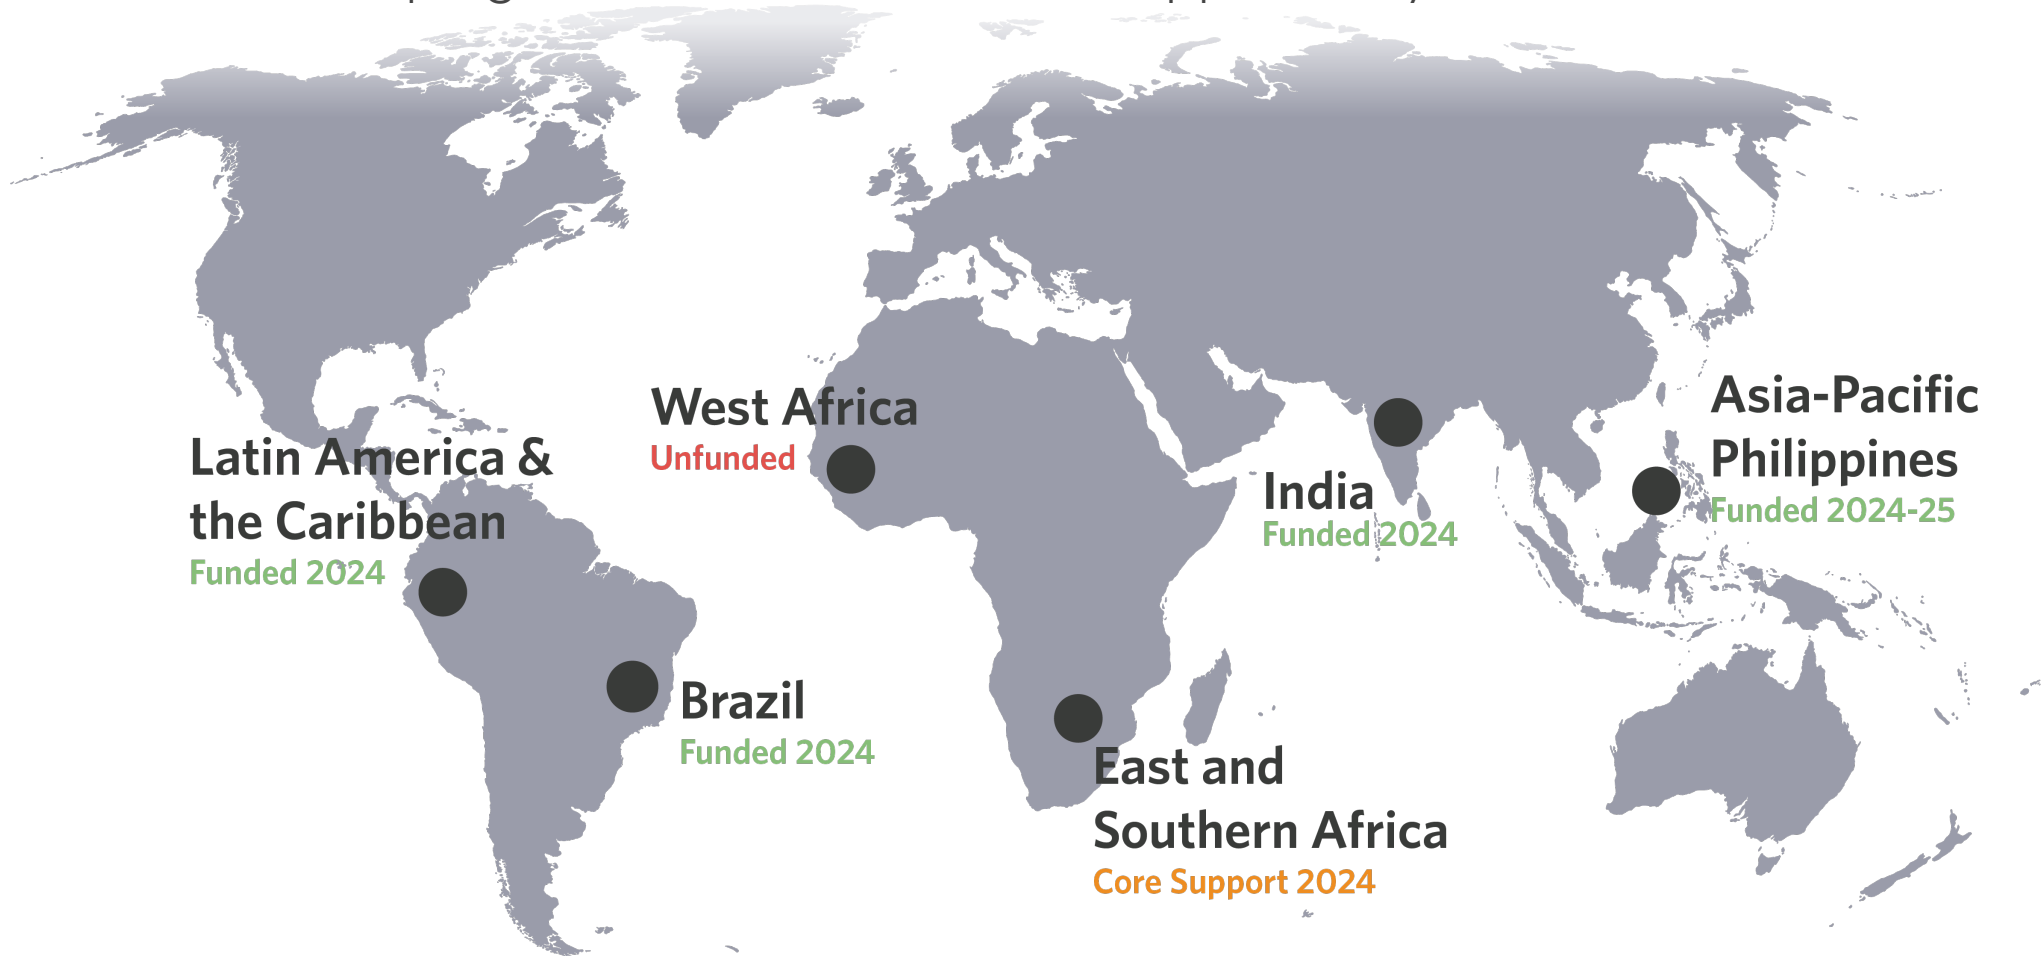 West Africa
Unfunded
Latin America &
the Caribbean
Funded 2024
Brazil
Funded 2024
East and
Southern Africa
Core Support 2024
India
Funded 2024
Asia-Pacific
Philippines
Funded 2024-25